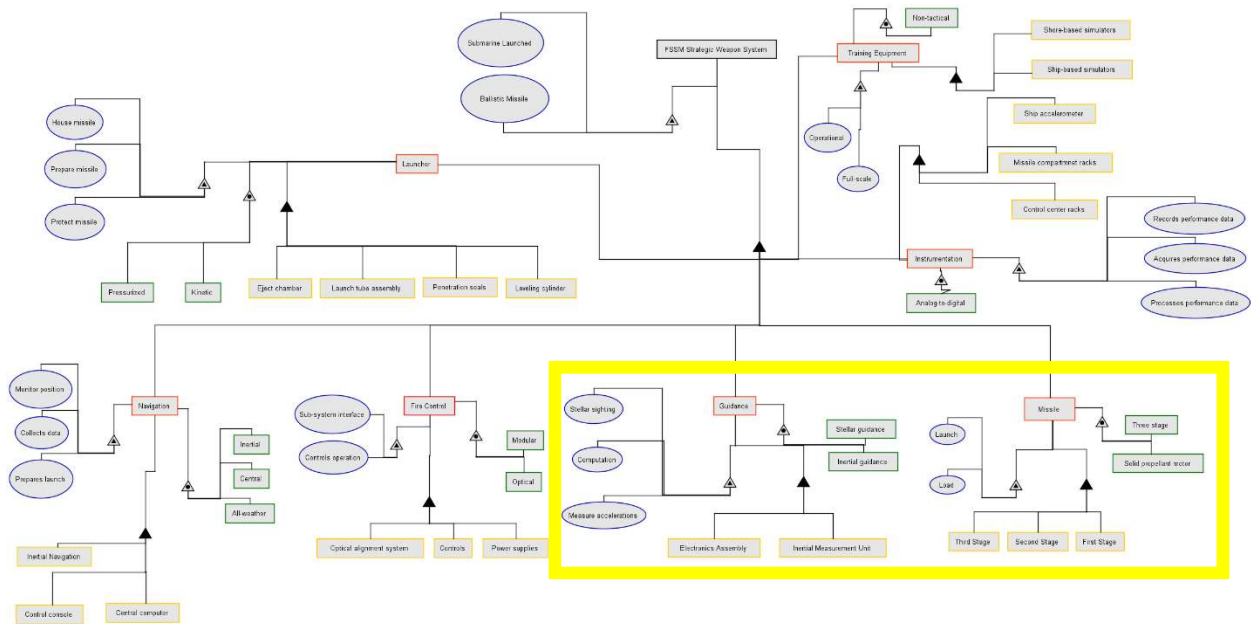 Non-tactical
Submarine Launched
FSSM Strategic Weapon System
Training Equipment
Shore-based simulators
Ship-based simulators
Ballistic Missile
House missile
Operational
Ship accelerometer
Launcher
Missile compartmnet racks
Prepare missile
Full-scale
Control center racks
Protect missile
Records performance data
Instrumentation
Acquires performance data
Pressurized
Kinetic
Eject chamber
Launch tube assembly
Penetration seals
Leveling cylinder
Analog to digital
Processes performance data
Monitor position
Navigation
Sub-system interface
Fire Control
Stellar sighting
Guidance
Missile
Three stage
Collects data
Inertial
Modular
Stellar guidance
Launch
Controls operation
Computation
Inertial guidance
Solid propellant motor
Prepares launch
Central
Optical
Load
All-weather
Measure accelerations
Inertial Navigation
Optical alignment system
Controls
Power supplies
Electronics Assembly
Inertial Measurement Unit
Third Stage
Second Stage
First Stage
Control console
Central computer